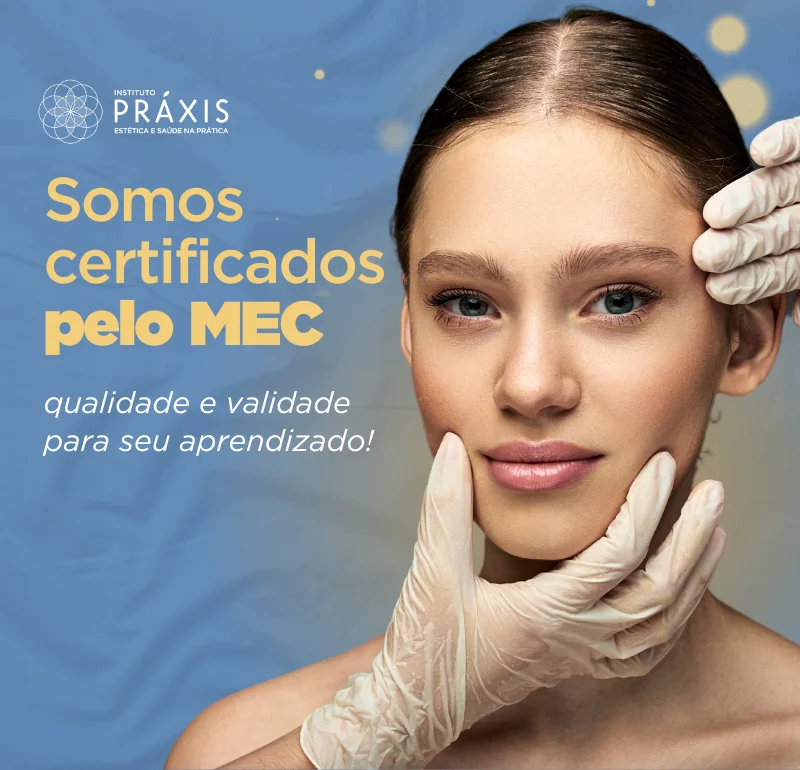 INSTITUTO
PRÁXIS
ESTÉTICA E SAÚDE NA PRÁTICA
Somos
certificados
pelo MEC
qualidade e validade
para seu aprendizado!